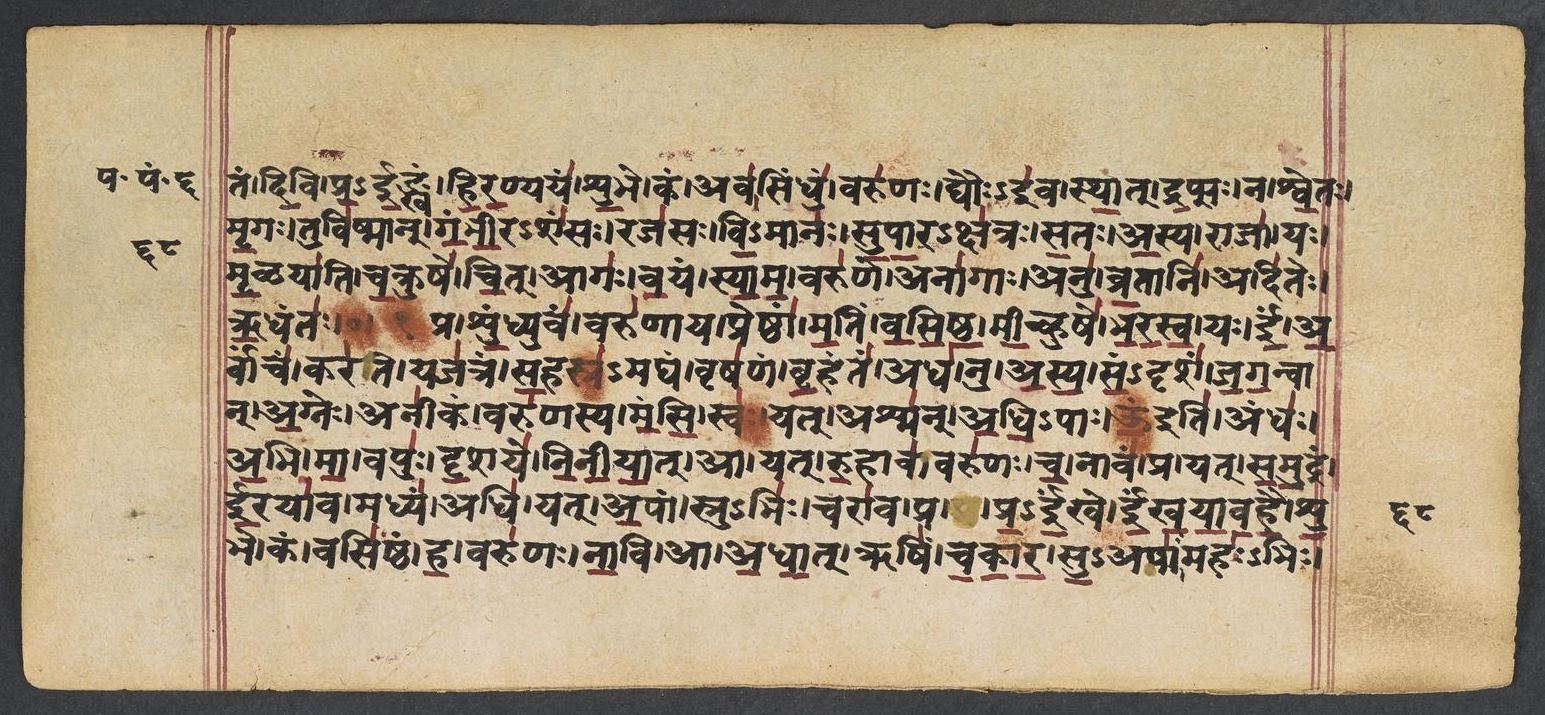 प॰ पं॰ ६
६८
तं।दिवि।प्रऽईंखं।हिरण्ययं।शुभे।कं।अव।सिंधुं।वरुणः।द्यौःऽइव।स्यात्।द्रप्सः।न।श्वेतः।
मृगः।तुविष्मान्।गंभीरऽशंसः।रजसः।विऽमानः।सुपारऽक्षत्रः।सतः।अस्य।राजा।यः।
मृळयाति।चक्रुषे।चित्।आगः।वयं।स्याम।वरुणे।अनागाः।अनु।व्रतानि।अदितेः।
ऋधंतः।॰।९।प्र।शुंध्युवं।वरुणाय।प्रेष्ठां।मतिं।वसिष्ठ।मीळ्हुषे।भरस्व।यः।ईं।अ
र्वांचं।करति।यजत्रं।सहस्रऽमघं।वृषणं।बृहंतं।अध।नु।अस्य।संऽदृशं।जगन्वा
न्।अग्नेः।अनीकं।वरुणस्य।मंसि।स्वः।यत्।अश्मन्।अधिऽपाः।ऊंइति।अंधः।
अभि।मा।वपुः।दृशये।निनीयात्।आ।यत्।रुहाव।वरुणः।च।नावं।प्र।यत्।समुद्रं।
ईरयाव।मध्यं।अधि।यत्।अपां।स्नुऽभिः।चराव।प्र।प्रऽईंखे।ईंखयावहै।शु
भे।कं।वसिष्ठं।ह।वरुणः।नावि।आ।अधात्।ऋषिं।चकार।सुऽअपां।महःऽभिः।
६८